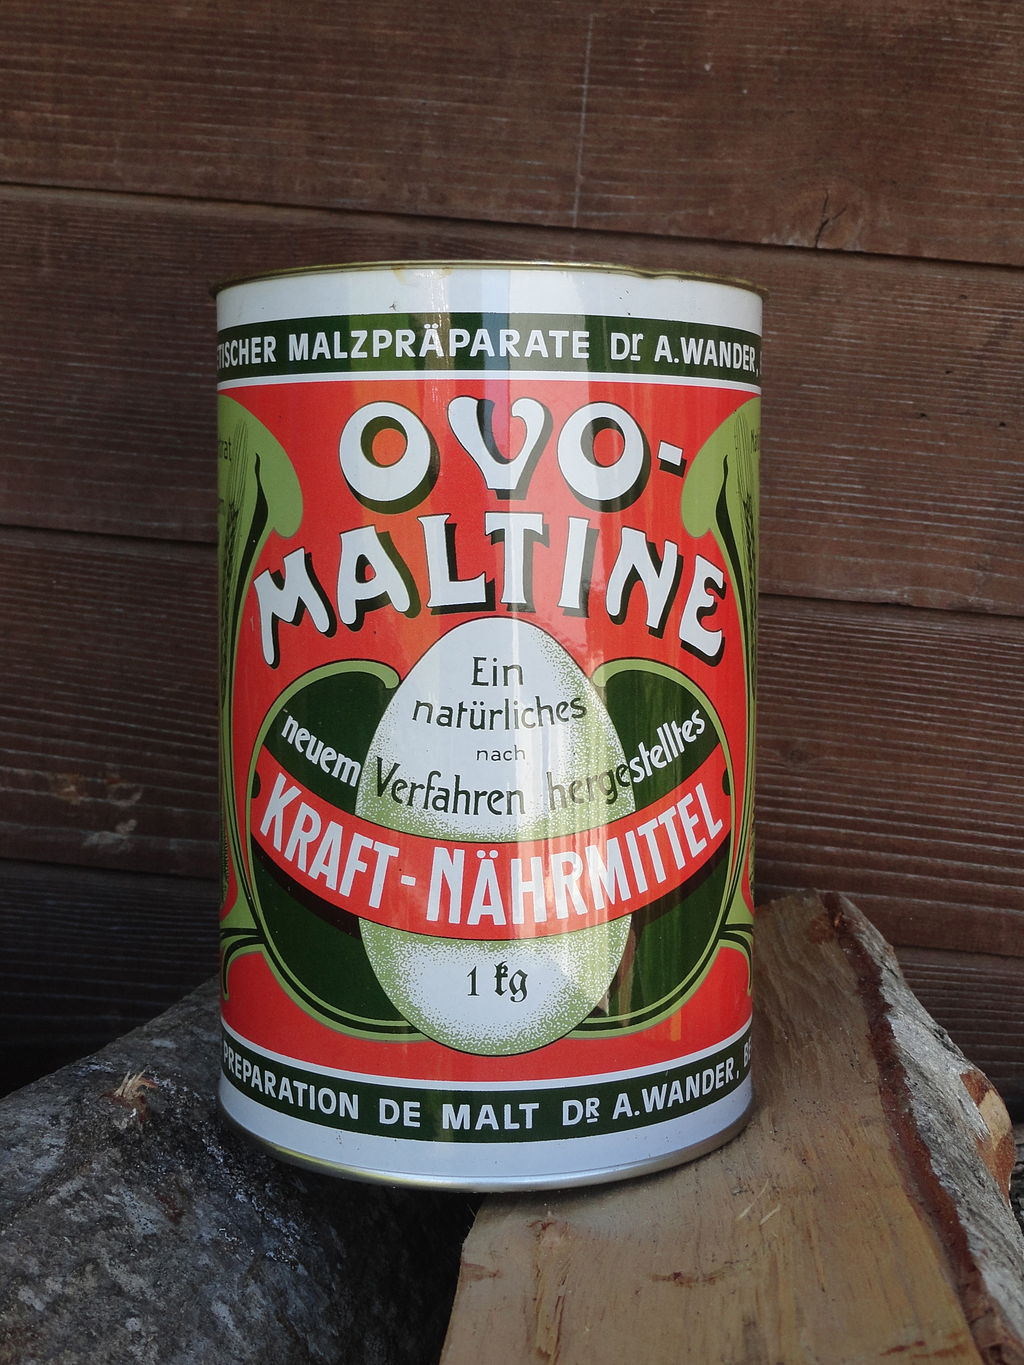 MALZPRÄPARATE Dr A.WANDER,
OVO-
MALTINE
Ein
natürliches
nach
neuem Verfahren hergestelltes
KRAFT-NÄHRMITTEL
1 kg
PREPARATION DE MALT DR A.WANDER,